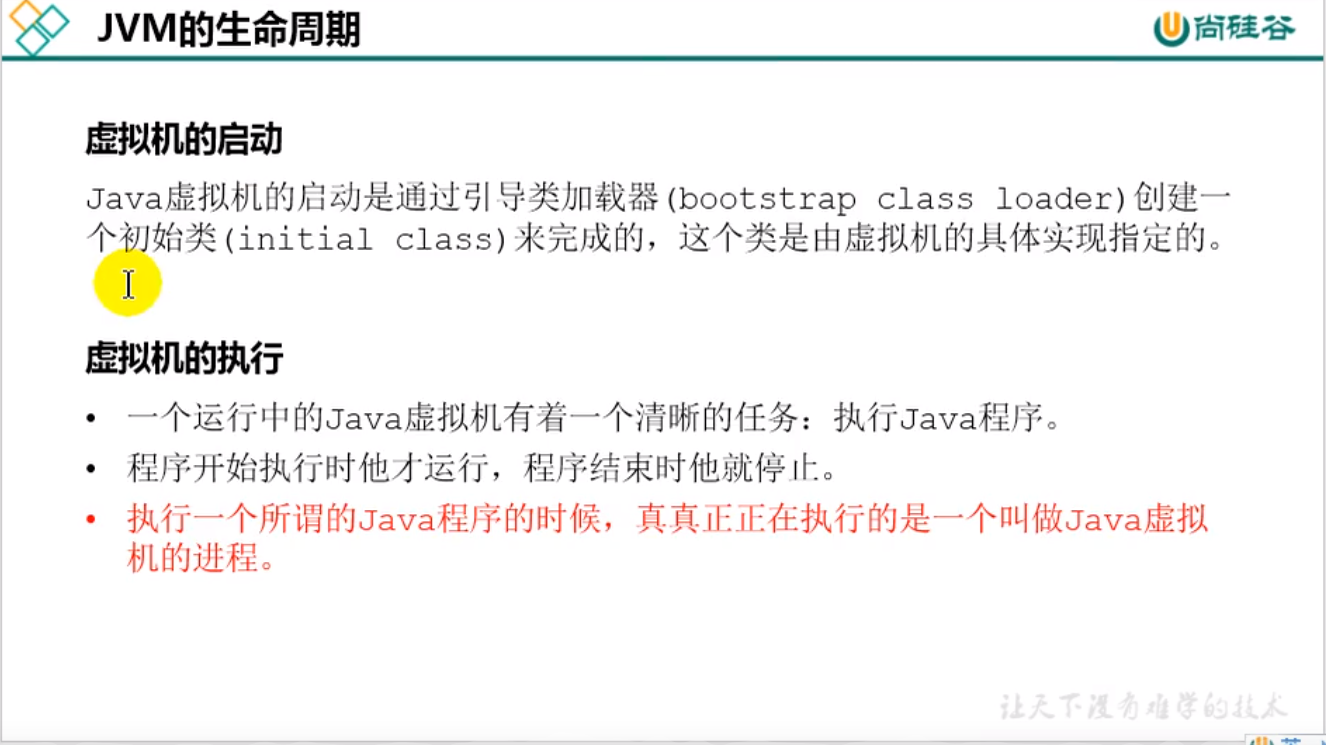 JVM的生命周期
尚硅谷
虚拟机的启动
Java虚拟机的启动是通过引导类加载器(bootstrap class loader)创建一
个初始类(initial class)来完成的，这个类是由虚拟机的具体实现指定的。
虚拟机的执行
• 一个运行中的Java虚拟机有着一个清晰的任务：执行Java程序。
• 程序开始执行时他才运行，程序结束时他就停止。
• 执行一个所谓的Java程序的时候，真真正正在执行的是一个叫做Java虚拟
机的进程。
让天下没有难学的技术